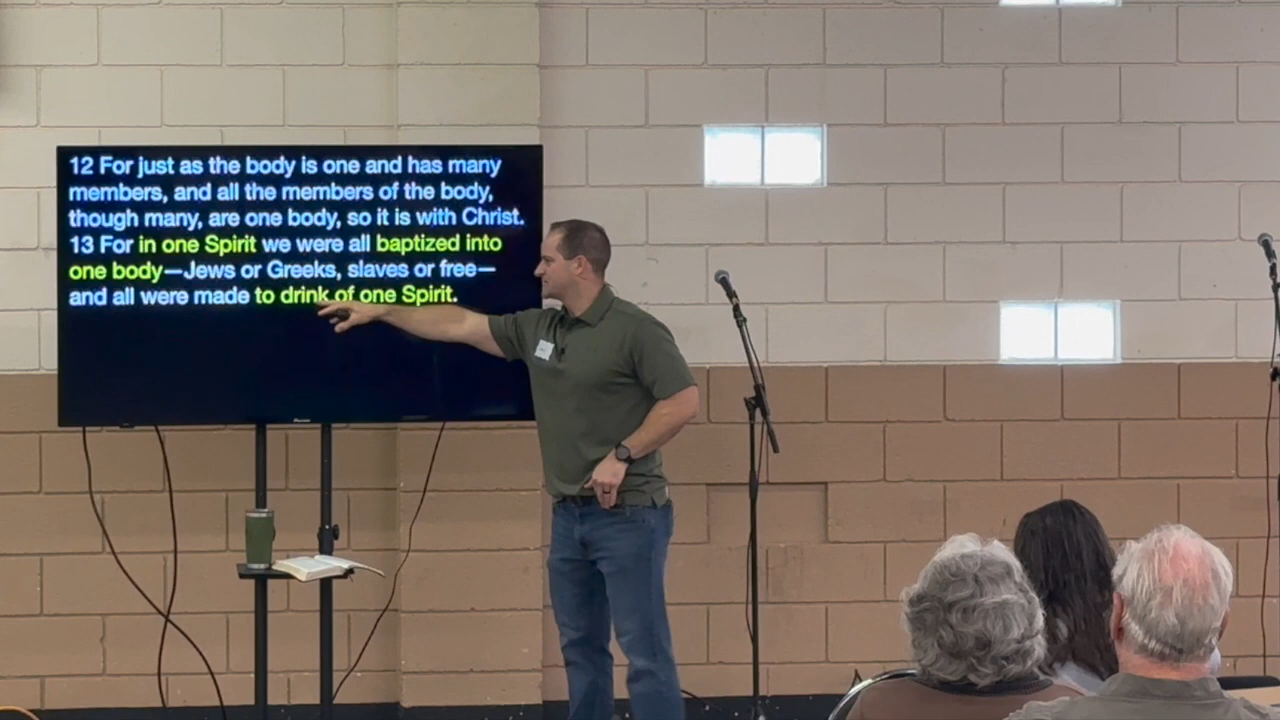 12 For just as the body is one and has many
members, and all the members of the body,
though many, are one body, so it is with Christ.
13 For in one Spirit we were all baptized into
one body—Jews or Greeks, slaves or free—
and all were made to drink of one Spirit.